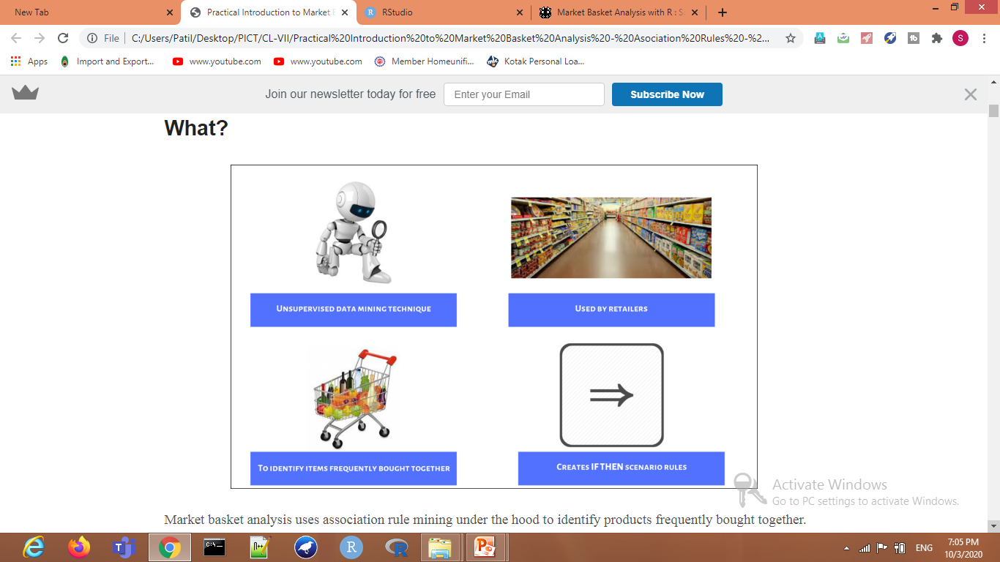 New Tab
Practical Introduction to Market
RStudio
Market Basket Analysis with R : S
File
C:/Users/Patil/Desktop/PICT/CL-VII/Practical%20Introduction%20to%20Market%20Basket%20Analysis%20-%20Asociation%20Rules%20-%2...
S
Apps
Import and Export...
www.youtube.com
www.youtube.com
Member Homeunifi...
Kotak Personal Loa...
Join our newsletter today for free
Enter your Email
Subscribe Now
What?
Unsupervised data mining technique
Used by retailers
To identify items frequently bought together
Creates IF THEN scenario rules
Activate Windows
Go to PC settings to activate Windows.
Market basket analysis uses association rule mining under the hood to identify products frequently bought together.
ENG
7:05 PM
10/3/2020